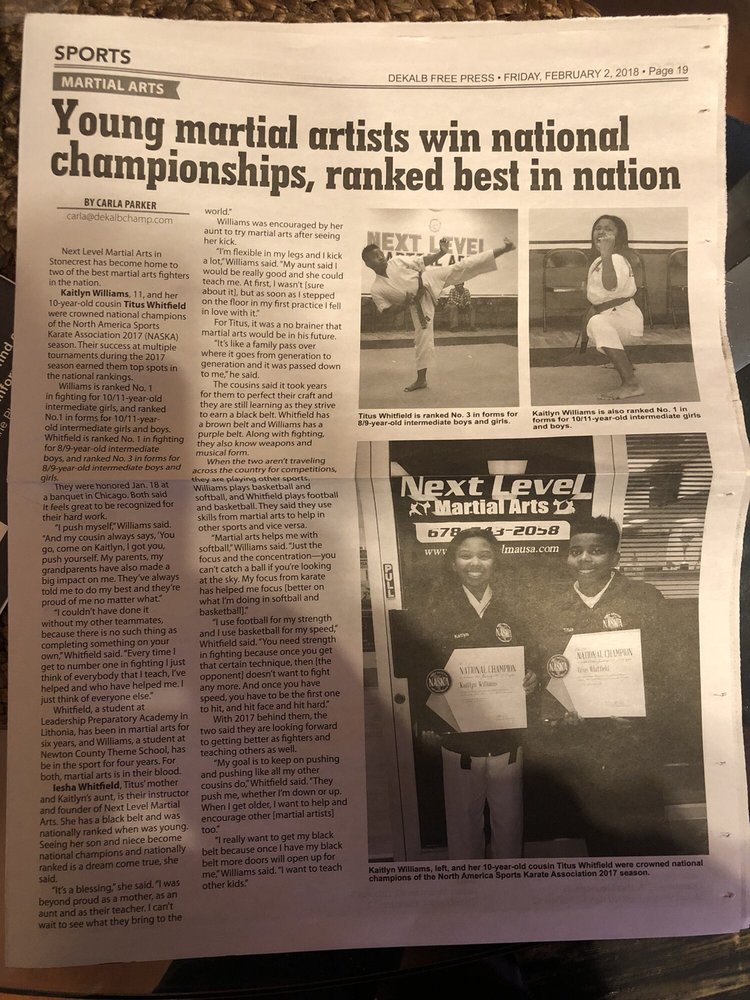 SPORTS
DEKALB FREE PRESS • FRIDAY, FEBRUARY 2, 2018 • Page 19
MARTIAL ARTS
Young martial artists win national
championships, ranked best in nation
BY CARLA PARKER
carla@dekalbchamp.com
Next Level Martial Arts in
Stonecrest has become home to
two of the best martial arts fighters
in the nation.
Kaitlyn Williams, 11, and her
10-year-old cousin Titus Whitfield
were crowned national champions
of the North America Sports
Karate Association 2017 (NASKA)
season. Their success at multiple
tournaments during the 2017
season earned them top spots in
the national rankings.
Williams is ranked No. 1
in fighting for 10/11-year-old
intermediate girls, and ranked
No.1 in forms for 10/11-year-
old intermediate girls and boys.
Whitfield is ranked No. 1 in fighting
for 8/9-year-old intermediate
boys, and ranked No. 3 in forms for
8/9-year-old intermediate boys and
girls.
They were honored Jan. 18 at
a banquet in Chicago. Both said
it feels great to be recognized for
their hard work.
"I push myself," Williams said.
"And my cousin always says, 'You
go, come on Kaitlyn, I got you,
push yourself. My parents, my
grandparents have also made a
big impact on me. They've always
told me to do my best and they're
proud of me no matter what."
"I couldn't have done it
without my other teammates,
because there is no such thing as
completing something on your
own," Whitfield said. "Every time I
get to number one in fighting I just
think of everybody that I teach, I've
helped and who have helped me. I
just think of everyone else."
Whitfield, a student at
Leadership Preparatory Academy in
Lithonia, has been in martial arts for
six years, and Williams, a student at
Newton County Theme School, has
be in the sport for four years. For
both, martial arts is in their blood.
Iesha Whitfield, Titus' mother
and Kaitlyn's aunt, is their instructor
and founder of Next Level Martial
Arts. She has a black belt and was
nationally ranked when was young.
Seeing her son and niece become
national champions and nationally
ranked is a dream come true, she
said.
"It's a blessing," she said. "I was
beyond proud as a mother, as an
aunt and as their teacher. I can't
wait to see what they bring to the
world."
Williams was encouraged by her
aunt to try martial arts after seeing
her kick.
"I'm flexible in my legs and I kick
a lot," Williams said. "My aunt said I
would be really good and she could
teach me. At first, I wasn't [sure
about it], but as soon as I stepped
on the floor in my first practice I fell
in love with it."
For Titus, it was a no brainer that
martial arts would be in his future.
"It's like a family pass over
where it goes from generation to
generation and it was passed down
to me," he said.
The cousins said it took years
for them to perfect their craft and
they are still learning as they strive
to earn a black belt. Whitfield has
a brown belt and Williams has a
purple belt. Along with fighting,
they also know weapons and
musical form.
When the two aren't traveling
across the country for competitions,
they are playing other sports.
Williams plays basketball and
softball, and Whitfield plays football
and basketball. They said they use
skills from martial arts to help in
other sports and vice versa.
"Martial arts helps me with
softball," Williams said. "Just the
focus and the concentration—you
can't catch a ball if you're looking
at the sky. My focus from karate
has helped me focus [better on
what I'm doing in softball and
basketball]."
"I use football for my strength
and I use basketball for my speed,"
Whitfield said. "You need strength
in fighting because once you get
that certain technique, then [the
opponent] doesn't want to fight
any more. And once you have
speed, you have to be the first one
to hit, and hit face and hit hard."
With 2017 behind them, the
two said they are looking forward
to getting better as fighters and
teaching others as well.
"My goal is to keep on pushing
and pushing like all my other
cousins do," Whitfield said. "They
push me, whether I'm down or up.
When I get older, I want to help and
encourage other [martial artists]
too."
"I really want to get my black
belt because once I have my black
belt more doors will open up for
me," Williams said. "I want to teach
other kids."
NEXT LEVEL
Titus Whitfield is ranked No. 3 in forms for
8/9-year-old intermediate boys and girls.
Kaitlyn Williams is also ranked No. 1 in
forms for 10/11-year-old intermediate girls
and boys.
Next Level
Martial Arts
3-2058
www
lmausa.com
PULL
Kaitlyn
Titus
NASKA
NASKA
NATIONAL CHAMPION
Kaitlyn Williams
NASKA
NATIONAL CHAMPION
Titus Whitfield
NASKA
Kaitlyn Williams, left, and her 10-year-old cousin Titus Whitfield were crowned national
champions of the North America Sports Karate Association 2017 season.